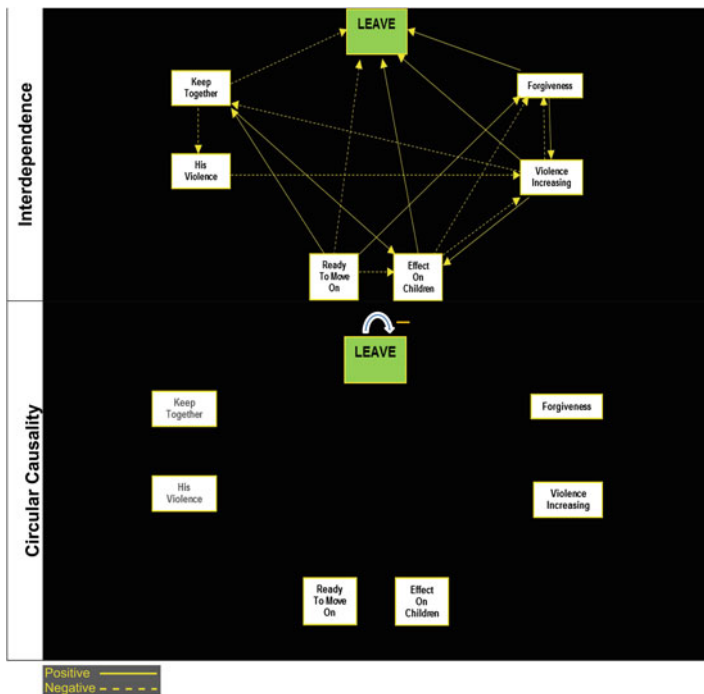 Interdependence
LEAVE
Keep
Together
Forgiveness
His
Violence
Violence
Increasing
Ready
To Move
On
Effect
On
Children
Circular Causality
LEAVE
Keep
Together
Forgiveness
His
Violence
Violence
Increasing
Ready
To Move
On
Effect
On
Children
Positive
Negative